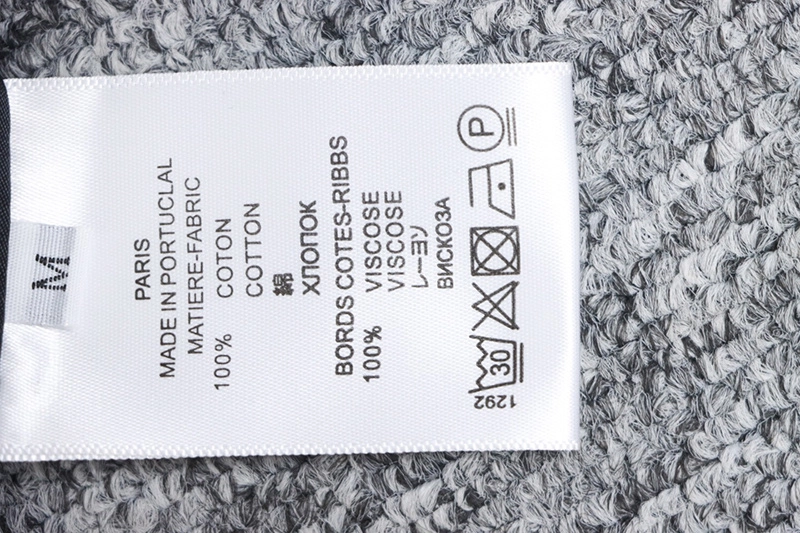 M
PARIS
MADE IN PORTUCLAL
MATIERE-FABRIC
100% COTON
COTTON
綿
ХЛОПОК
BORDS COTES-RIBBS
100% VISCOSE
VISCOSE
レーヨソ
ВИСКОЗА
30 P
1292